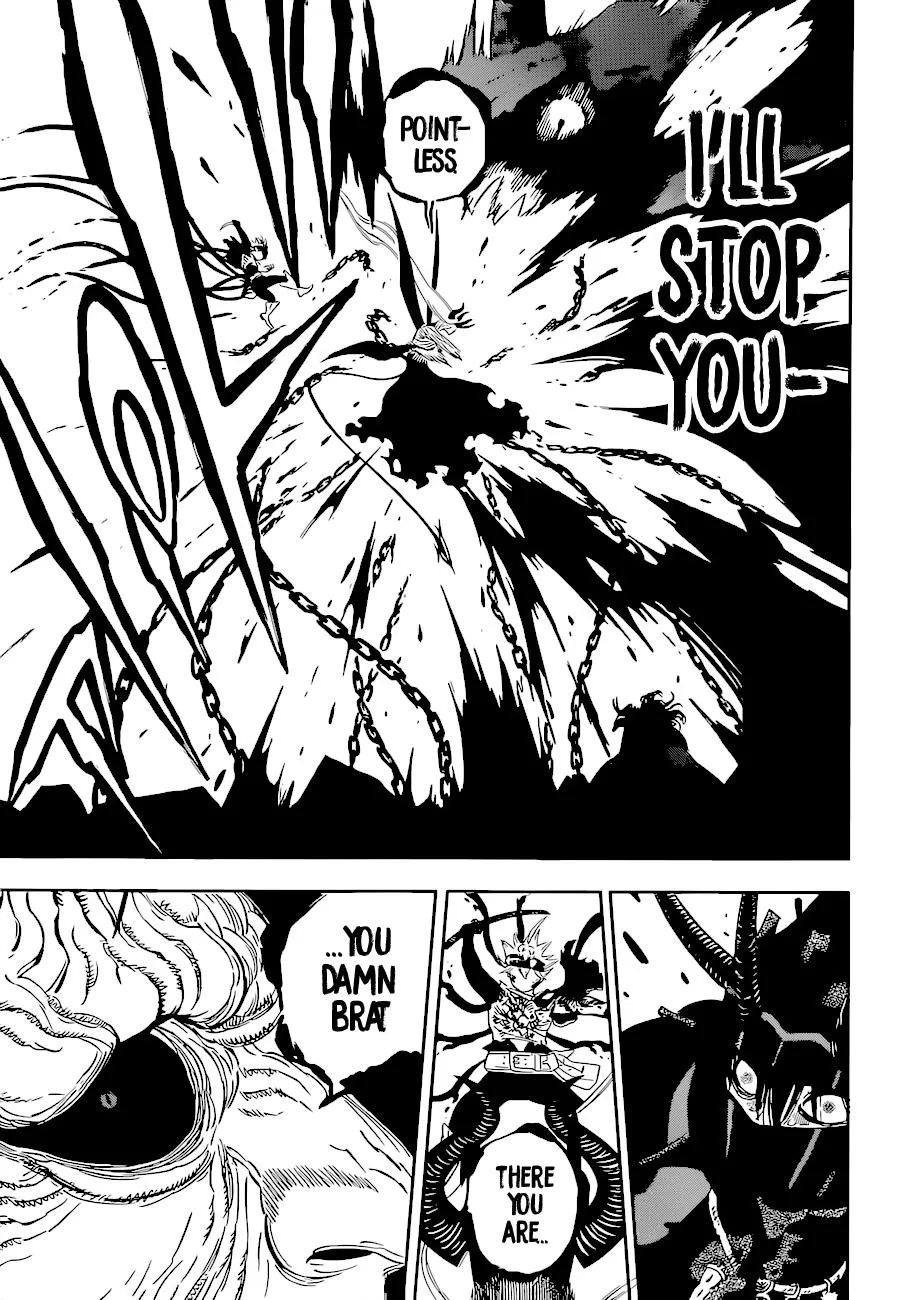 I'LL
STOP
YOU-
POINT-
LESS.
THERE
YOU
ARE...
...YOU
DAMN
BRAT